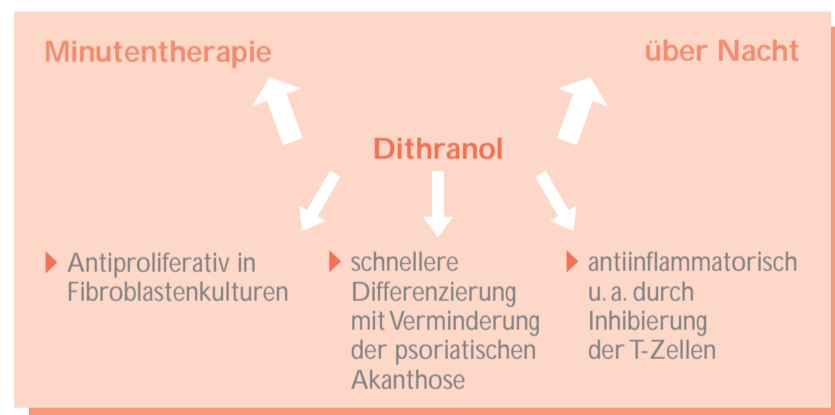 Minutentherapie
über Nacht
Dithranol
Antiproliferativ in
Fibroblastenkulturen
schnellere
Differenzierung
mit Verminderung
der psoriatischen
Akanthose
antiinflammatorisch
u. a. durch
Inhibierung
der T-Zellen